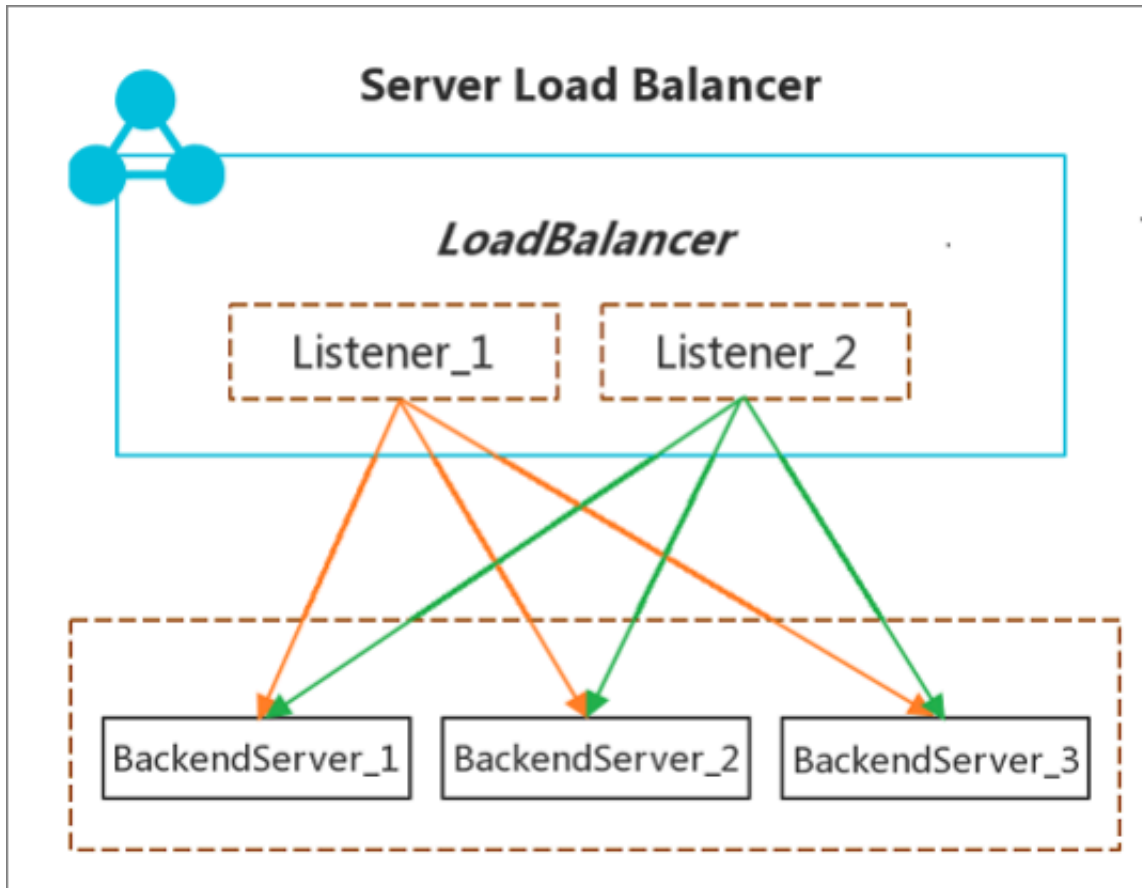 Server Load Balancer
LoadBalancer
Listener_1 Listener_2
BackendServer_1 BackendServer_2 BackendServer_3